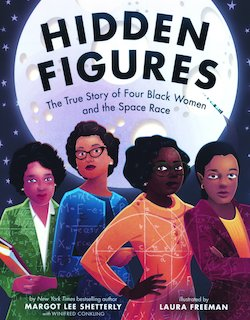 HIDDEN
FIGURES
The True Story of Four Black Women
and the Space Race
by New York Times bestselling author
MARGOT LEE SHETTERLY
with WINIFRED CONKLING
illustrated by
LAURA FREEMAN